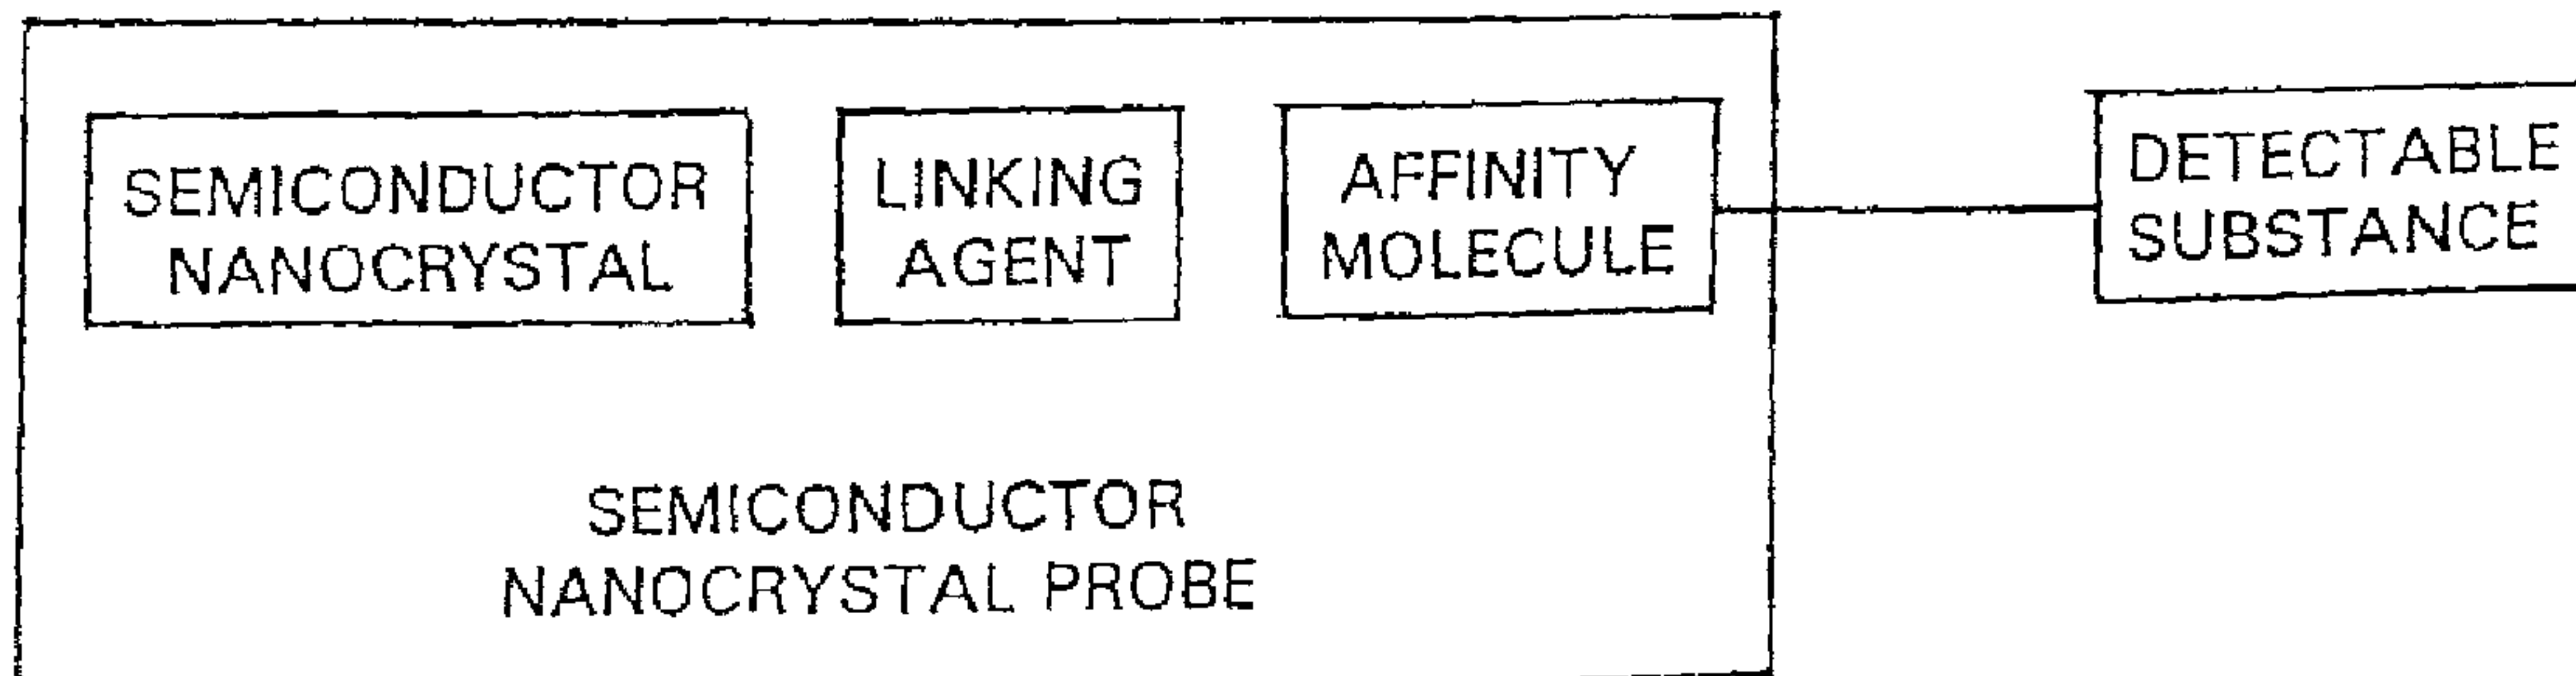 SEMICONDUCTOR
NANOCRYSTAL
LINKING
AGENT
AFFINITY
MOLECULE
DETECTABLE
SUBSTANCE
SEMICONDUCTOR
NANOCRYSTAL PROBE